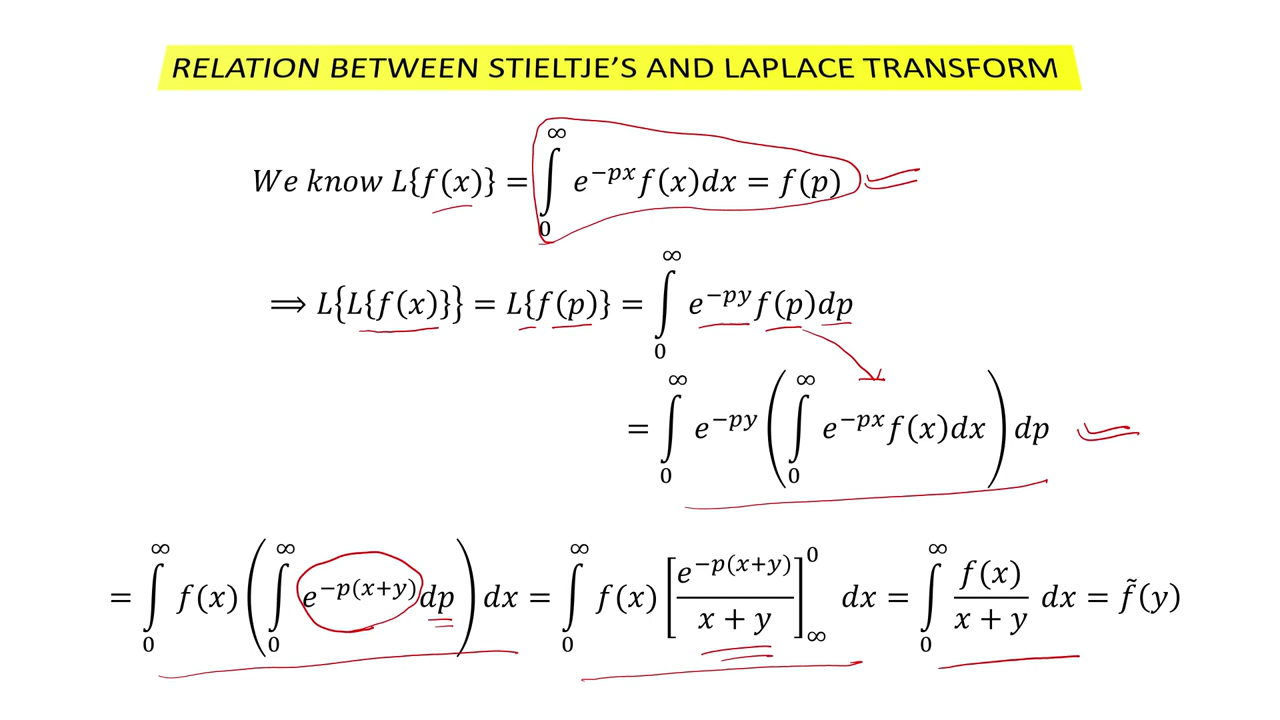 RELATION BETWEEN STIELTJE'S AND LAPLACE TRANSFORM
We know L{f(x)} = ∫₀^∞ e^{-px} f(x)dx = f(p)
⟹ L{L{f(x)}} = L{f(p)} = ∫₀^∞ e^{-py} f(p)dp
= ∫₀^∞ e^{-py} (∫₀^∞ e^{-px} f(x)dx) dp
= ∫₀^∞ f(x) (∫₀^∞ e^{-p(x+y)} dp) dx = ∫₀^∞ f(x) [e^{-p(x+y)} / (x + y)]_∞^0 dx = ∫₀^∞ f(x) / (x + y) dx = f̃(y)